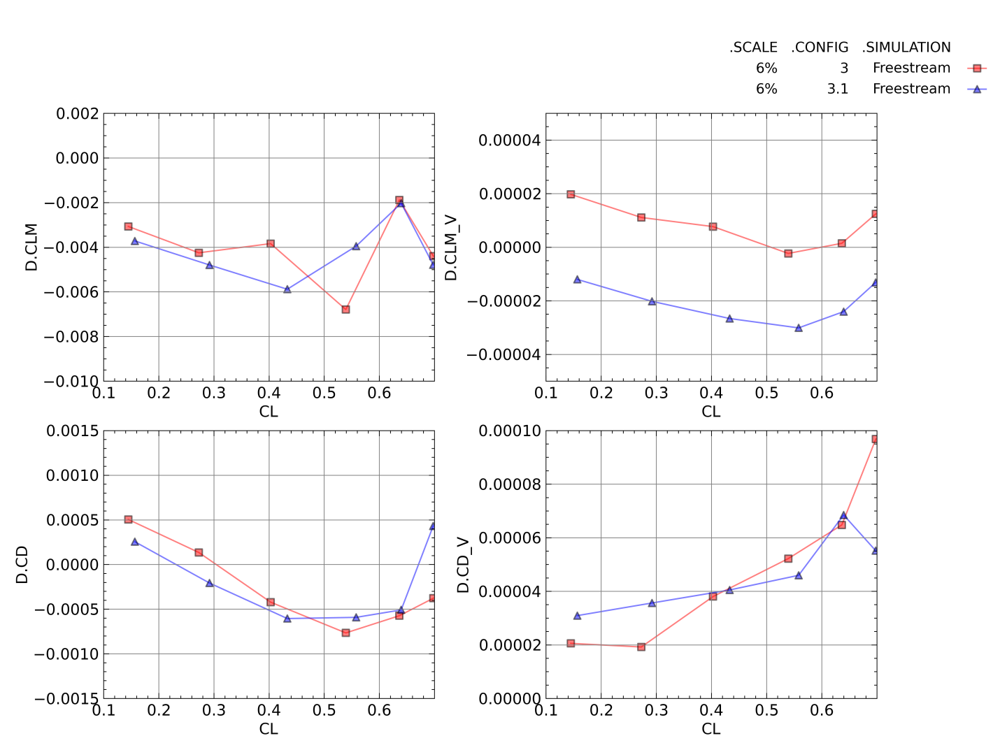 .SCALE .CONFIG .SIMULATION
6% 3 Freestream
6% 3.1 Freestream
0.002
0.000
−0.002
−0.004
−0.006
−0.008
−0.010
D.CLM
0.1 0.2 0.3 0.4 0.5 0.6
CL
0.00004
0.00002
0.00000
−0.00002
−0.00004
D.CLM_V
0.1 0.2 0.3 0.4 0.5 0.6
CL
0.0015
0.0010
0.0005
0.0000
−0.0005
−0.0010
−0.0015
D.CD
0.1 0.2 0.3 0.4 0.5 0.6
CL
0.00010
0.00008
0.00006
0.00004
0.00002
0.00000
D.CD_V
0.1 0.2 0.3 0.4 0.5 0.6
CL